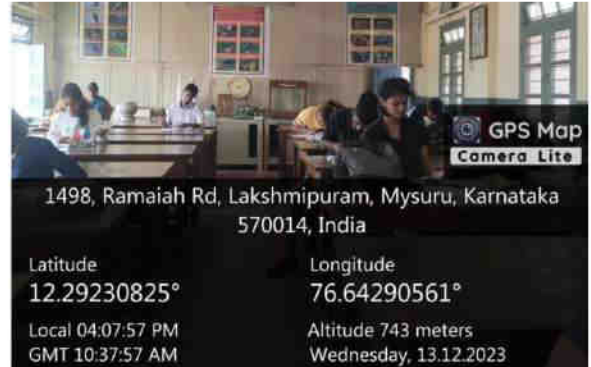 GPS Map
Camera Lite
1498, Ramaiah Rd, Lakshmipuram, Mysuru, Karnataka
570014, India
Latitude
12.29230825°
Longitude
76.64290561°
Local 04:07:57 PM
GMT 10:37:57 AM
Altitude 743 meters
Wednesday, 13.12.2023